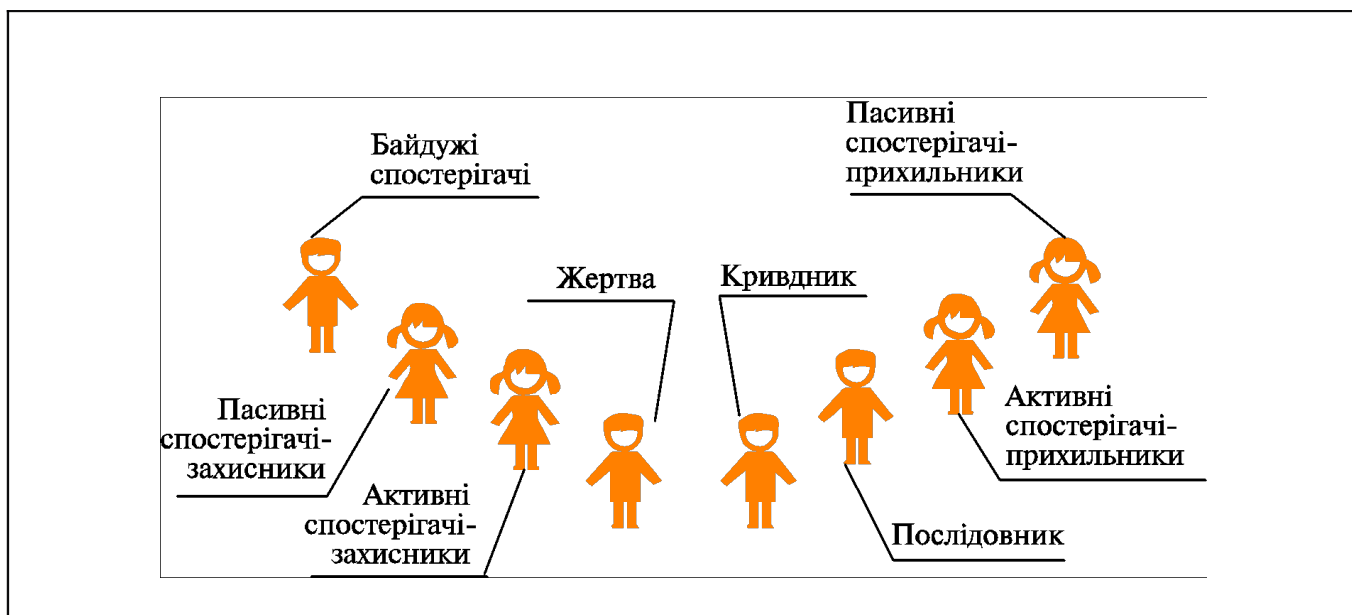 Байдужі
спостерігачі
Пасивні
спостерігачі-
прихильники
Жертва
Кривдник
Пасивні
спостерігачі-
захисники
Активні
спостерігачі-
прихильники
Активні
спостерігачі-
захисники
Послідовник